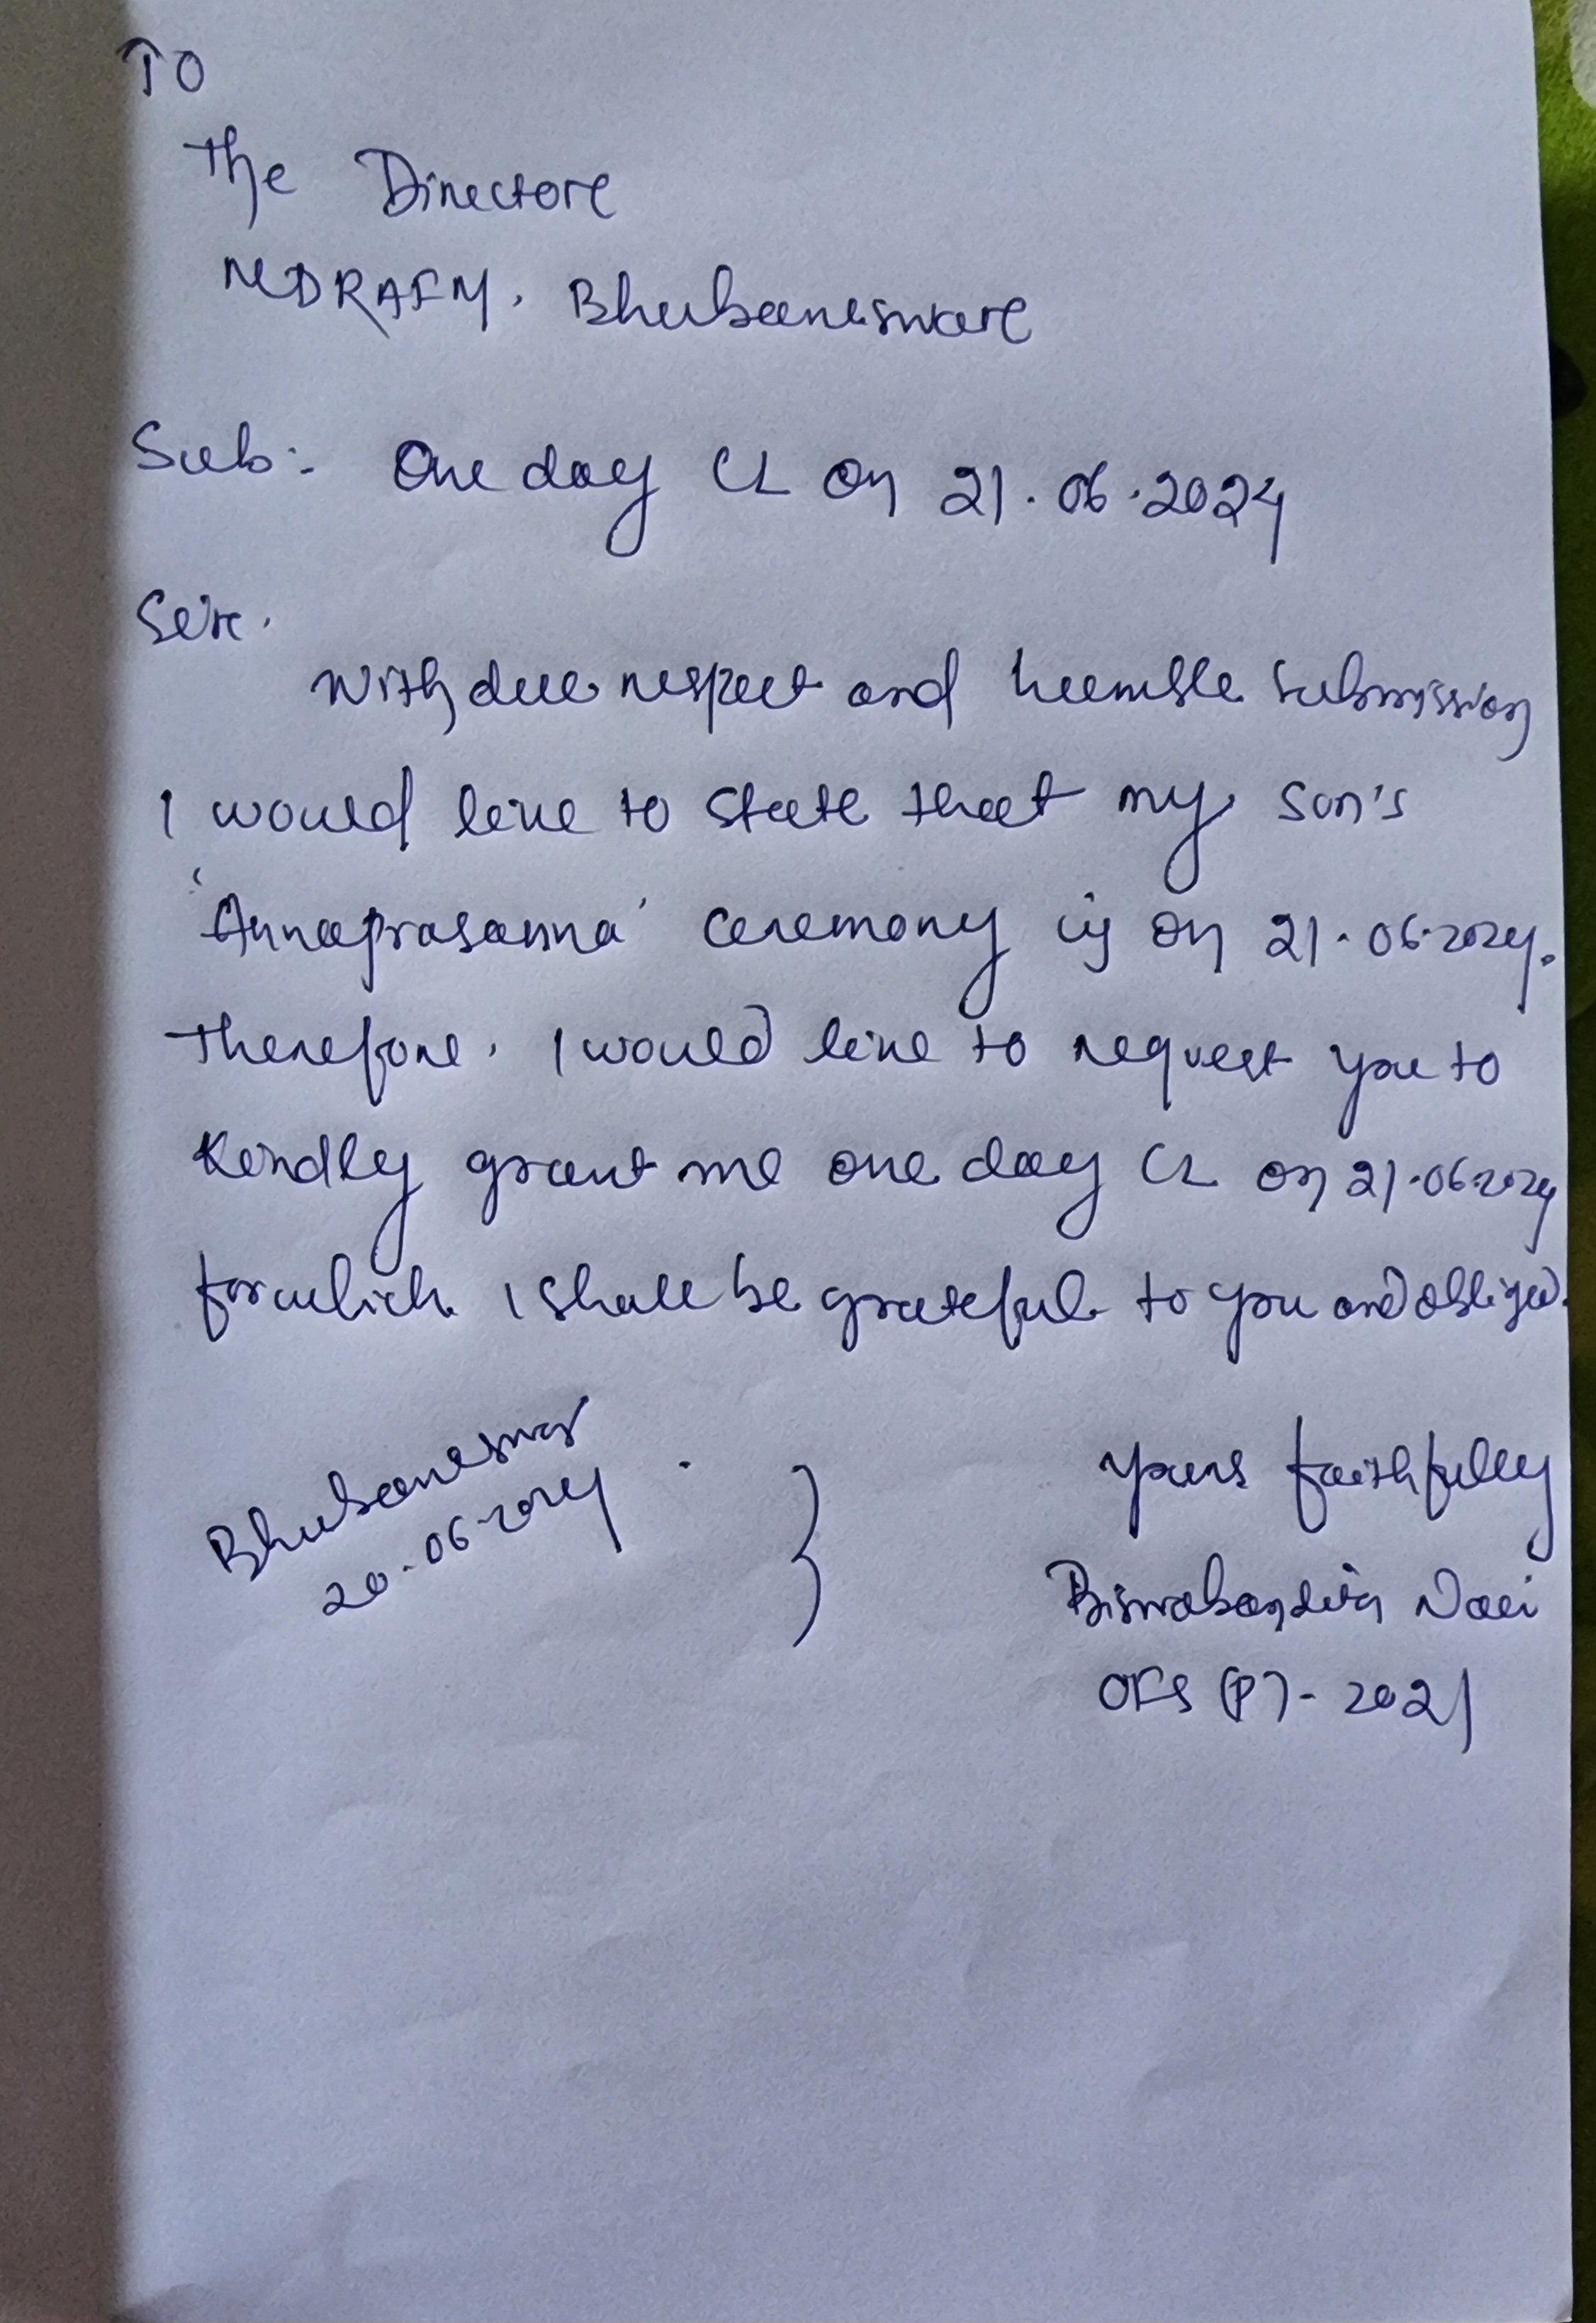 TO
The Director
MDRAFM, Bhubaneswar
Sub:- One day CL on 21.06.2024
Sir,
With due respect and humble submission
I would like to state that my son's
'Annaprasanna' ceremony is on 21.06.2024.
Therefore, I would like to request you to
kindly grant me one day CL on 21.06.2024
for which I shall be grateful to you and obliged.
Bhubaneswar
20.06.2024
Yours faithfully
OFS (P)-2021